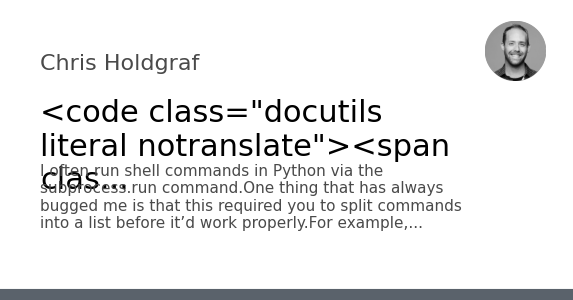 Chris Holdgraf
<code class="docutils
literal notranslate"><span
clas...
I often run shell commands in Python via the
subprocess.run command.One thing that has always
bugged me is that this required you to split commands
into a list before it’d work properly.For example,...